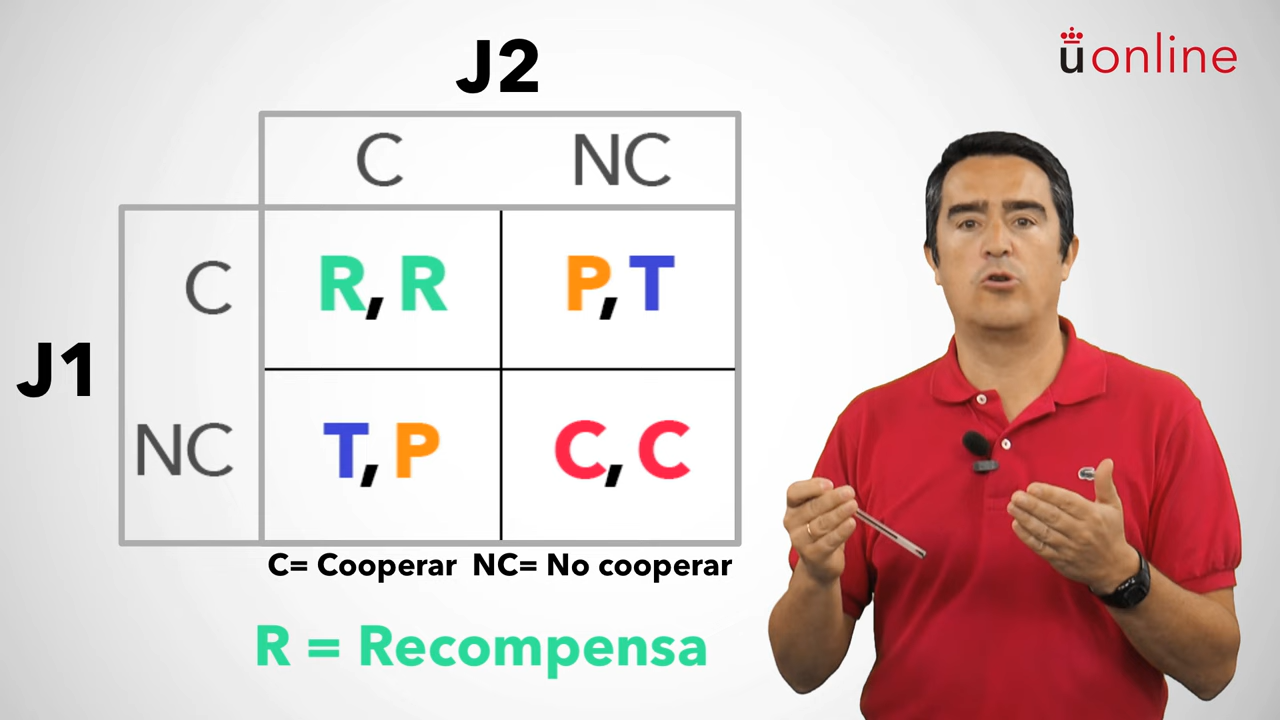 J2
üonline
C NC
C R, R P, T
J1
NC T, P C, C
C= Cooperar NC= No cooperar
R = Recompensa